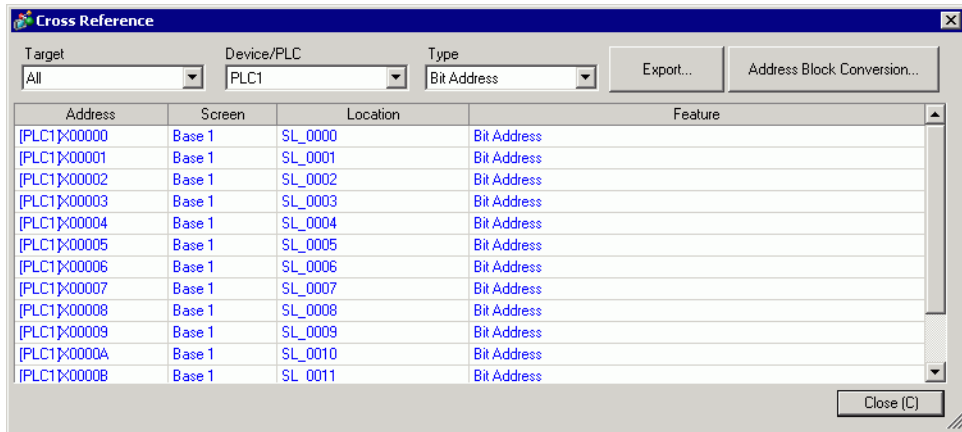 Cross Reference
Target Device/PLC Type
All PLC1 Bit Address Export... Address Block Conversion...
Address Screen Location Feature
[PLC1]X00000 Base 1 SL_0000 Bit Address
[PLC1]X00001 Base 1 SL_0001 Bit Address
[PLC1]X00002 Base 1 SL_0002 Bit Address
[PLC1]X00003 Base 1 SL_0003 Bit Address
[PLC1]X00004 Base 1 SL_0004 Bit Address
[PLC1]X00005 Base 1 SL_0005 Bit Address
[PLC1]X00006 Base 1 SL_0006 Bit Address
[PLC1]X00007 Base 1 SL_0007 Bit Address
[PLC1]X00008 Base 1 SL_0008 Bit Address
[PLC1]X00009 Base 1 SL_0009 Bit Address
[PLC1]X0000A Base 1 SL_0010 Bit Address
[PLC1]X0000B Base 1 SL_0011 Bit Address
Close (C)